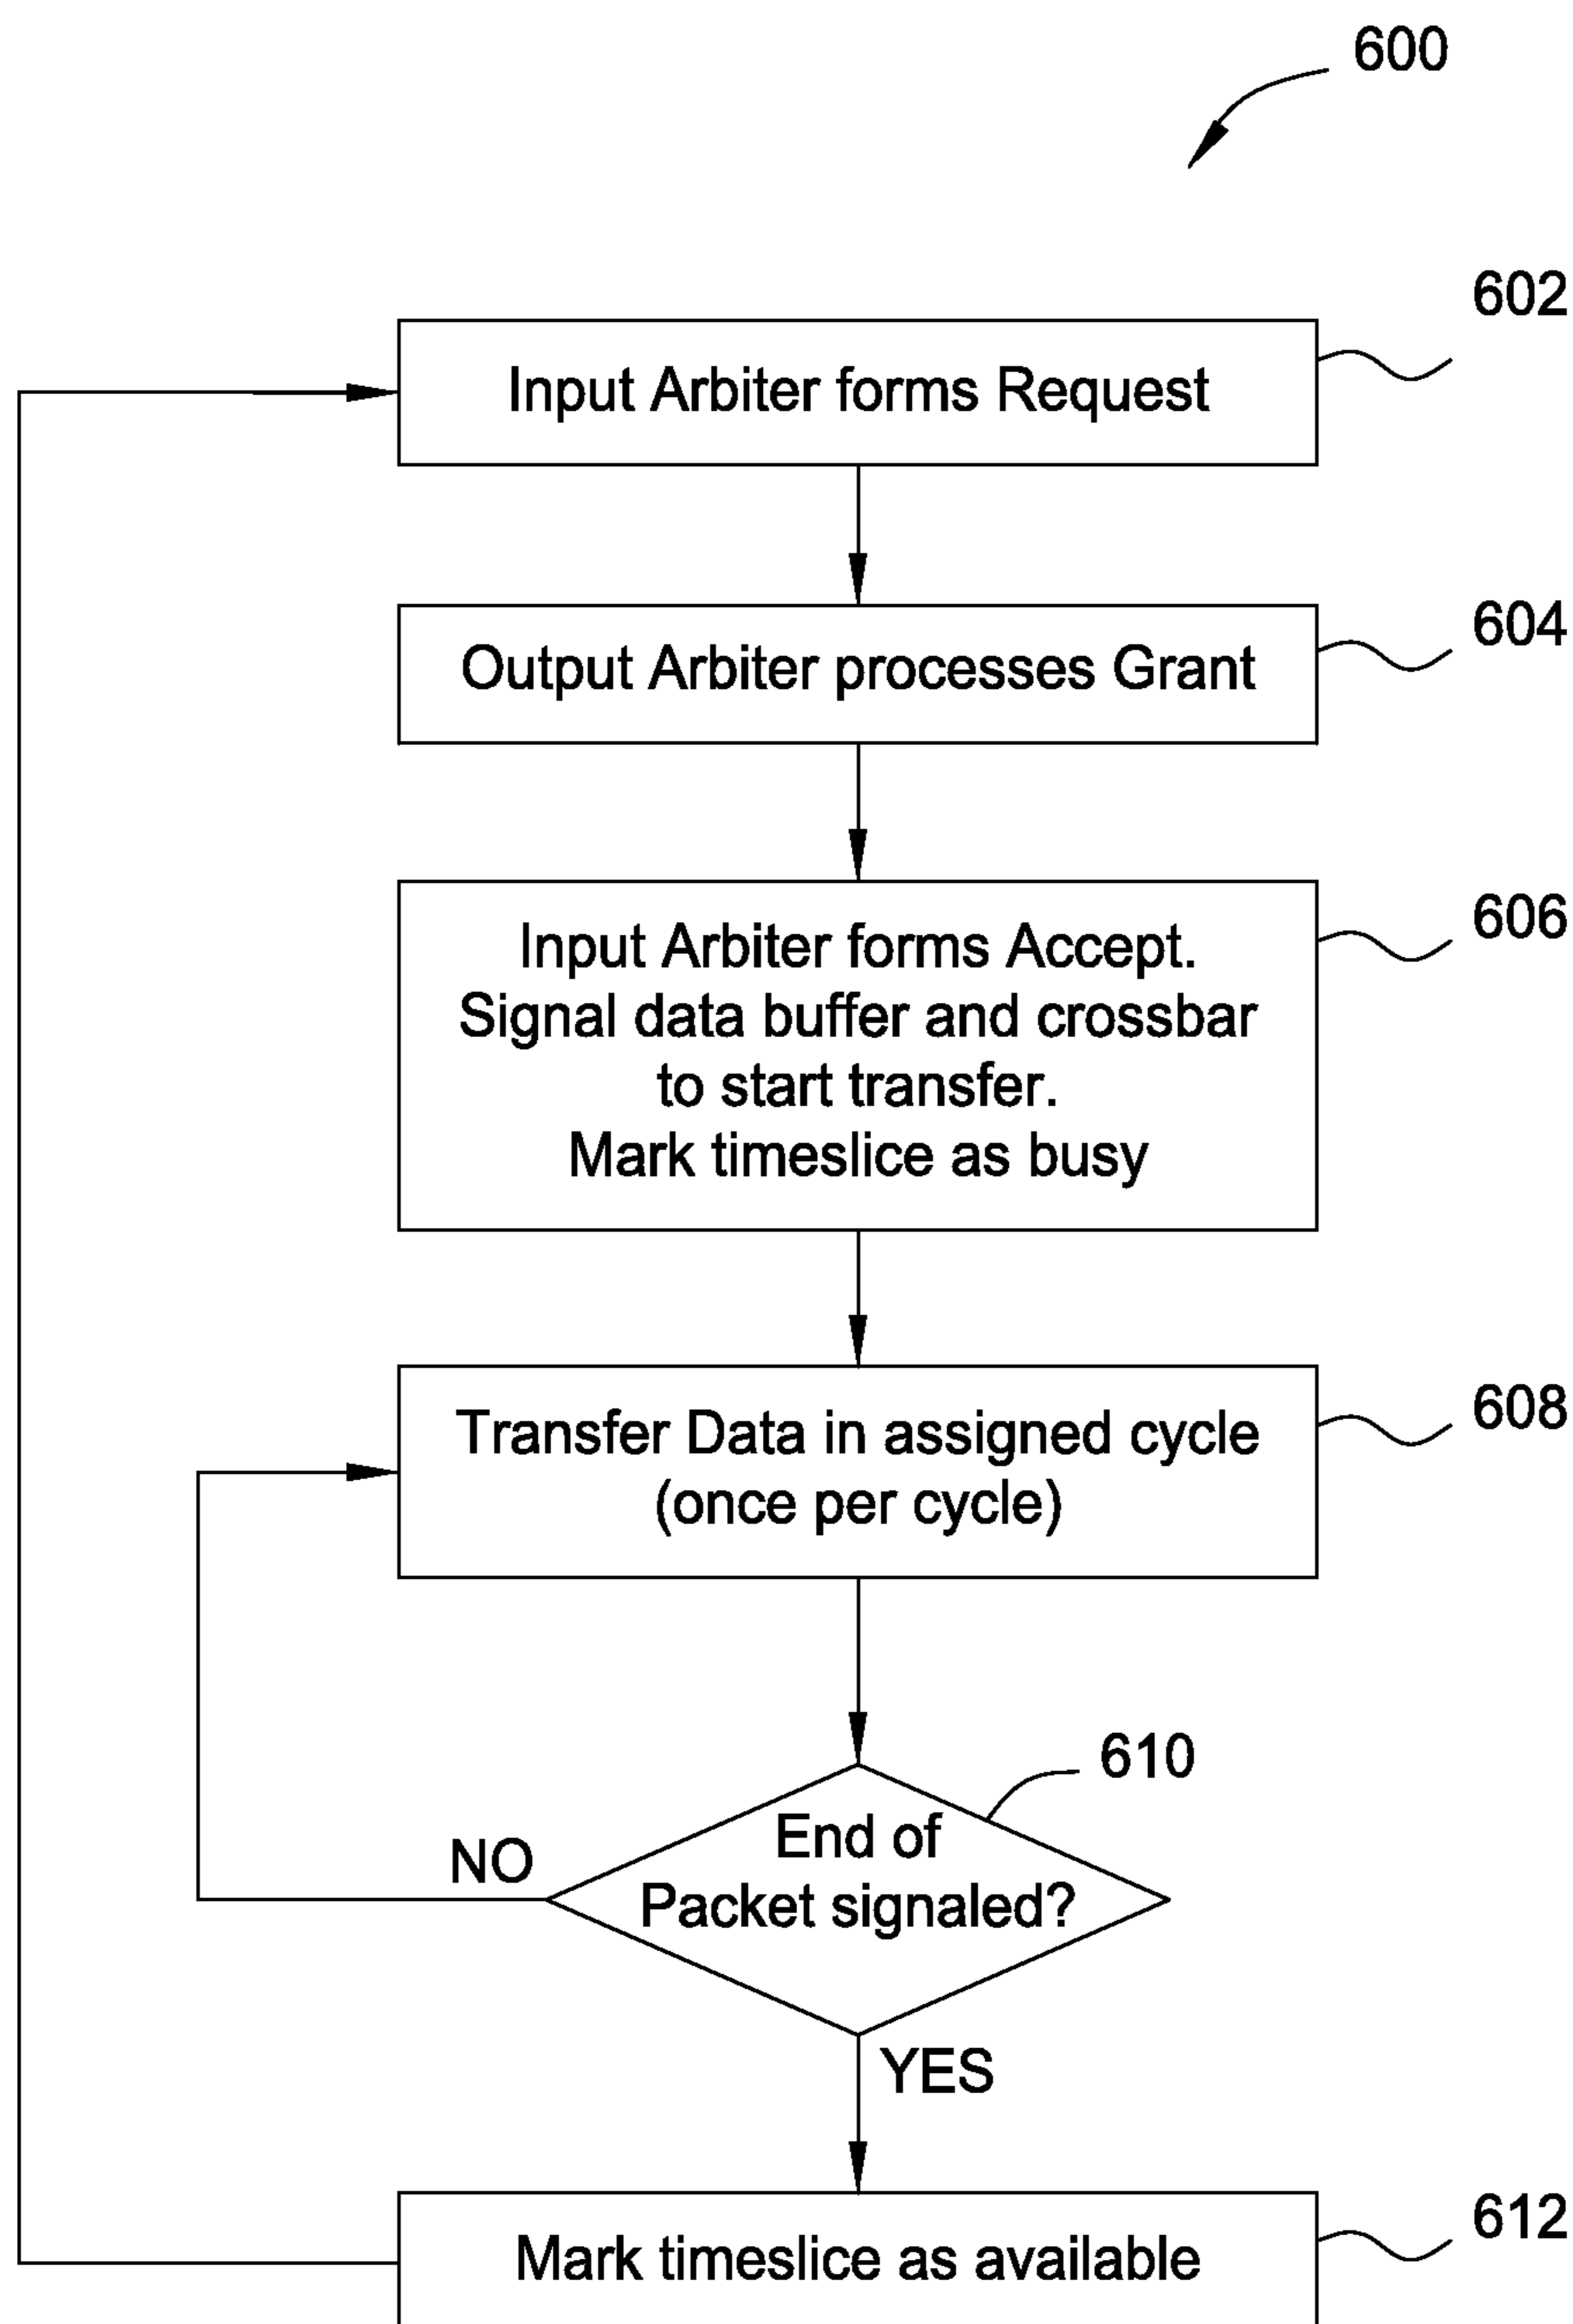 600
602
Input Arbiter forms Request
604
Output Arbiter processes Grant
606
Input Arbiter forms Accept.
Signal data buffer and crossbar
to start transfer.
Mark timeslice as busy
608
Transfer Data in assigned cycle
(once per cycle)
610
End of
Packet signaled?
NO
YES
612
Mark timeslice as available